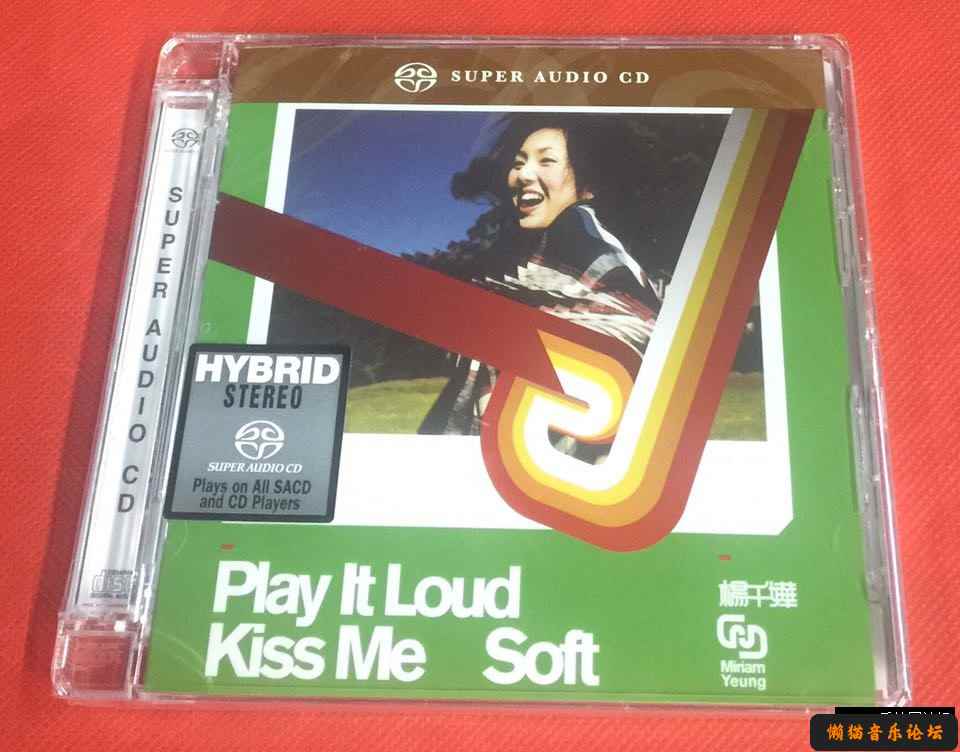 SUPER AUDIO CD
SUPER AUDIO CD
HYBRID
STEREO
SUPER AUDIO CD
Plays on All SACD
and CD Players
Play It Loud
Kiss Me Soft
楊千嬅
Miriam
Yeung
懒猫音乐论坛